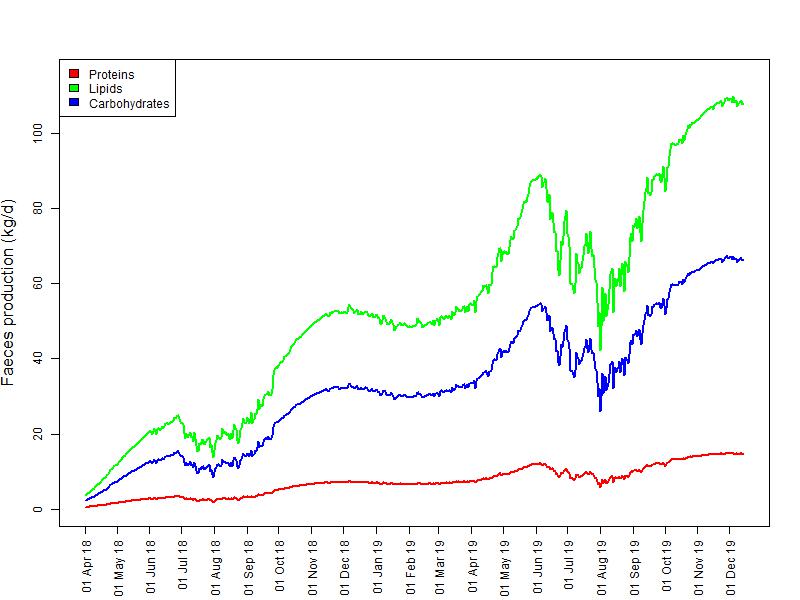 Proteins
Lipids
Carbohydrates
Faeces production (kg/d)
100
80
60
40
20
0
01 Apr 18
01 May 18
01 Jun 18
01 Jul 18
01 Aug 18
01 Sep 18
01 Oct 18
01 Nov 18
01 Dec 18
01 Jan 19
01 Feb 19
01 Mar 19
01 Apr 19
01 May 19
01 Jun 19
01 Jul 19
01 Aug 19
01 Sep 19
01 Oct 19
01 Nov 19
01 Dec 19